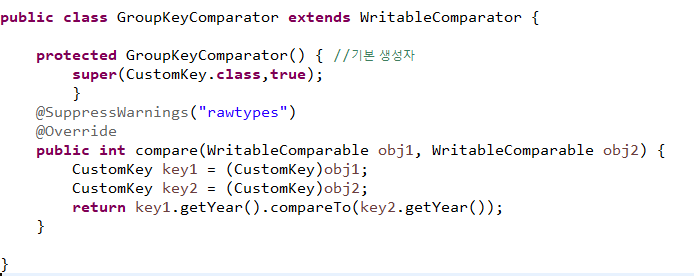 public class GroupKeyComparator extends WritableComparator {
protected GroupKeyComparator() { //기본 생성자
super(CustomKey.class,true);
}
@SuppressWarnings("rawtypes")
@Override
public int compare(WritableComparable obj1, WritableComparable obj2) {
CustomKey key1 = (CustomKey)obj1;
CustomKey key2 = (CustomKey)obj2;
return key1.getYear().compareTo(key2.getYear());
}
}